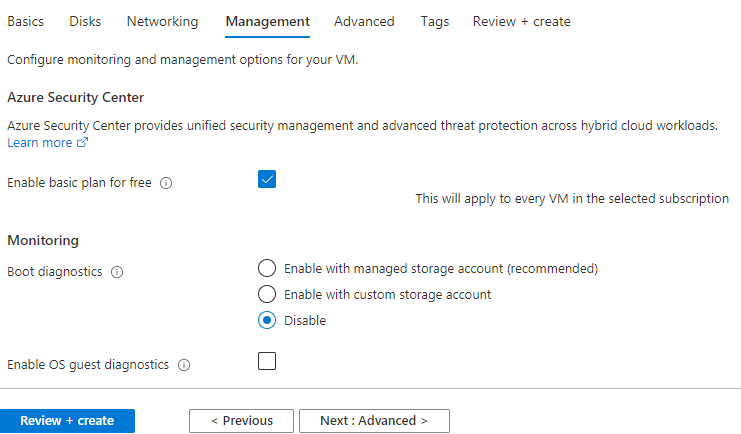 Basics Disks Networking Management Advanced Tags Review + create
Configure monitoring and management options for your VM.
Azure Security Center
Azure Security Center provides unified security management and advanced threat protection across hybrid cloud workloads.
Learn more
Enable basic plan for free
This will apply to every VM in the selected subscription
Monitoring
Boot diagnostics
Enable with managed storage account (recommended)
Enable with custom storage account
Disable
Enable OS guest diagnostics
Review + create < Previous Next : Advanced >